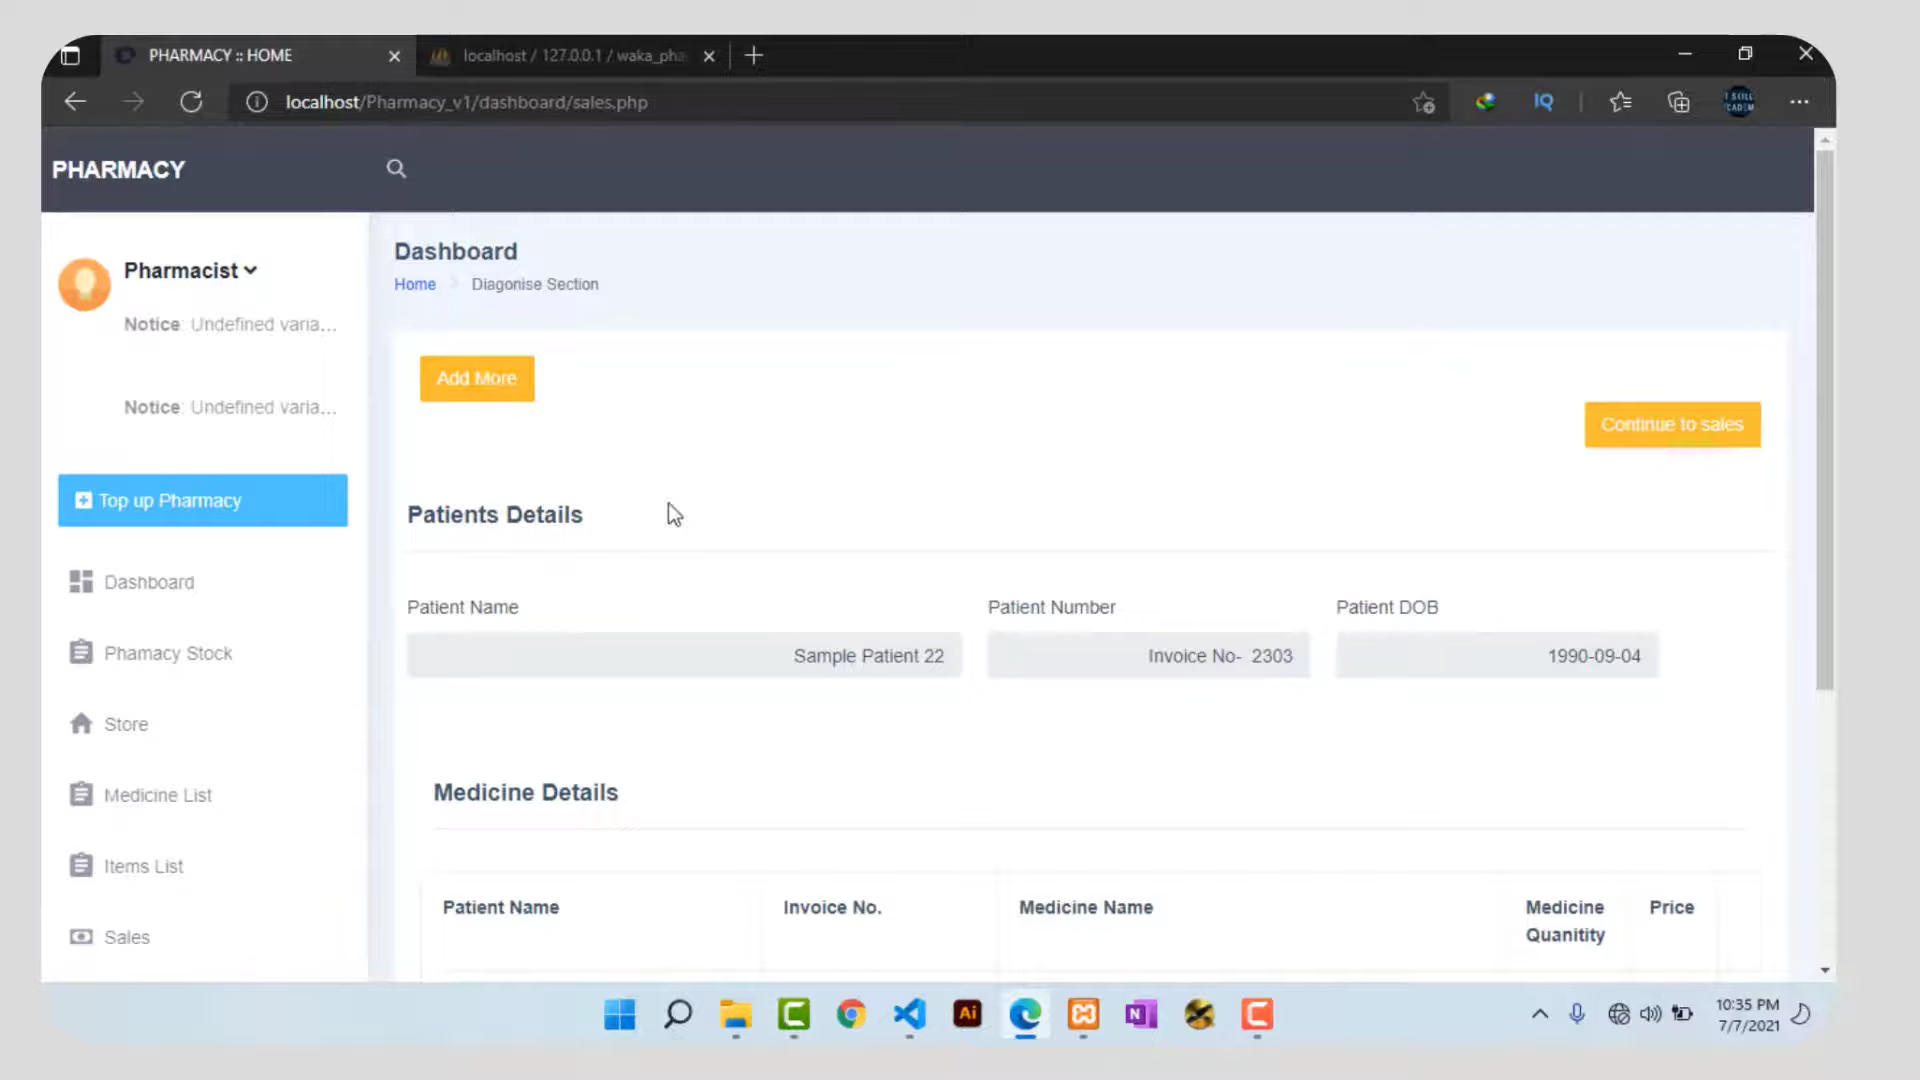 PHARMACY :: HOME
localhost / 127.0.0.1 / waka_pha
localhost/Pharmacy_v1/dashboard/sales.php
IQ
PHARMACY
Pharmacist
Notice: Undefined varia...
Notice: Undefined varia...
Top up Pharmacy
Dashboard
Phamacy Stock
Store
Medicine List
Items List
Sales
Dashboard
Home
Diagonise Section
Add More
Continue to sales
Patients Details
Patient Name
Patient Number
Patient DOB
Sample Patient 22
Invoice No- 2303
1990-09-04
Medicine Details
Patient Name
Invoice No.
Medicine Name
Medicine
Quanitity
Price
Ai
N
10:35 PM
7/7/2021